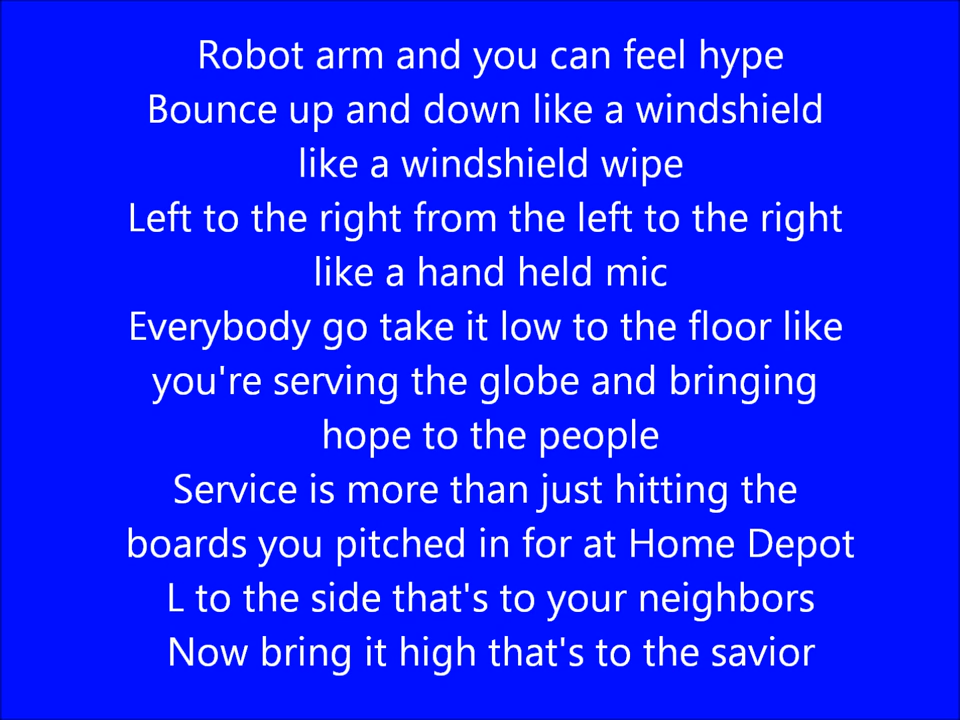 Robot arm and you can feel hype
Bounce up and down like a windshield
like a windshield wipe
Left to the right from the left to the right
like a hand held mic
Everybody go take it low to the floor like
you're serving the globe and bringing
hope to the people
Service is more than just hitting the
boards you pitched in for at Home Depot
L to the side that's to your neighbors
Now bring it high that's to the savior